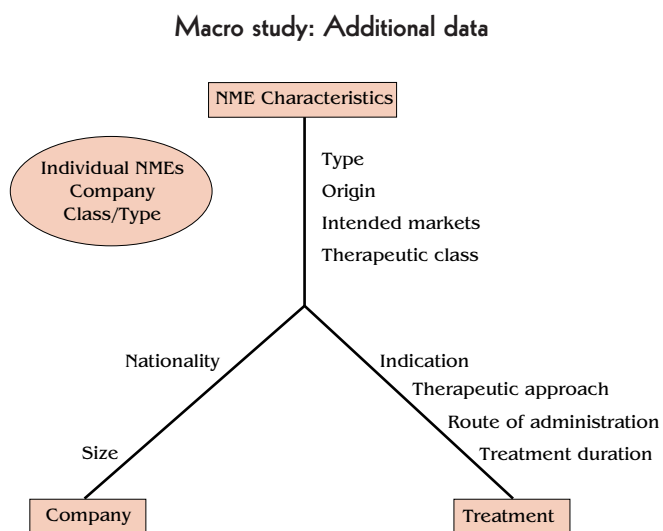 Macro study: Additional data
NME Characteristics
Individual NMEs
Company
Class/Type
Type
Origin
Intended markets
Therapeutic class
Nationality
Size
Indication
Therapeutic approach
Route of administration
Treatment duration
Company
Treatment